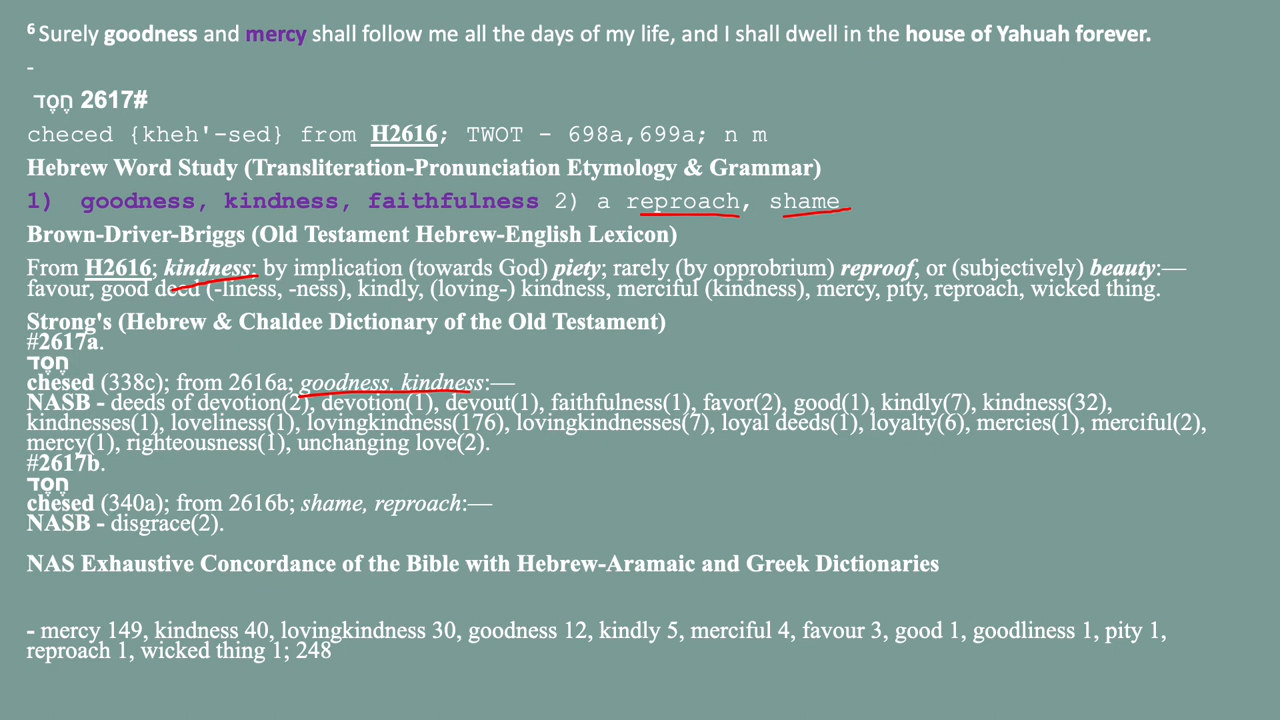 ⁶ Surely goodness and mercy shall follow me all the days of my life, and I shall dwell in the house of Yahuah forever.
-
חֶסֶד 2617#
checed {kheh'-sed} from H2616; TWOT - 698a,699a; n m
Hebrew Word Study (Transliteration-Pronunciation Etymology & Grammar)
1) goodness, kindness, faithfulness 2) a reproach, shame
Brown-Driver-Briggs (Old Testament Hebrew-English Lexicon)
From H2616; kindness; by implication (towards God) piety; rarely (by opprobrium) reproof, or (subjectively) beauty:—
favour, good deed (-liness, -ness), kindly, (loving-) kindness, merciful (kindness), mercy, pity, reproach, wicked thing.
Strong's (Hebrew & Chaldee Dictionary of the Old Testament)
#2617a.
חֶסֶד
chesed (338c); from 2616a; goodness, kindness:—
NASB - deeds of devotion(2), devotion(1), devout(1), faithfulness(1), favor(2), good(1), kindly(7), kindness(32),
kindnesses(1), loveliness(1), lovingkindness(176), lovingkindnesses(7), loyal deeds(1), loyalty(6), mercies(1), merciful(2),
mercy(1), righteousness(1), unchanging love(2).
#2617b.
חֶסֶד
chesed (340a); from 2616b; shame, reproach:—
NASB - disgrace(2).
NAS Exhaustive Concordance of the Bible with Hebrew-Aramaic and Greek Dictionaries
- mercy 149, kindness 40, lovingkindness 30, goodness 12, kindly 5, merciful 4, favour 3, good 1, goodliness 1, pity 1,
reproach 1, wicked thing 1; 248